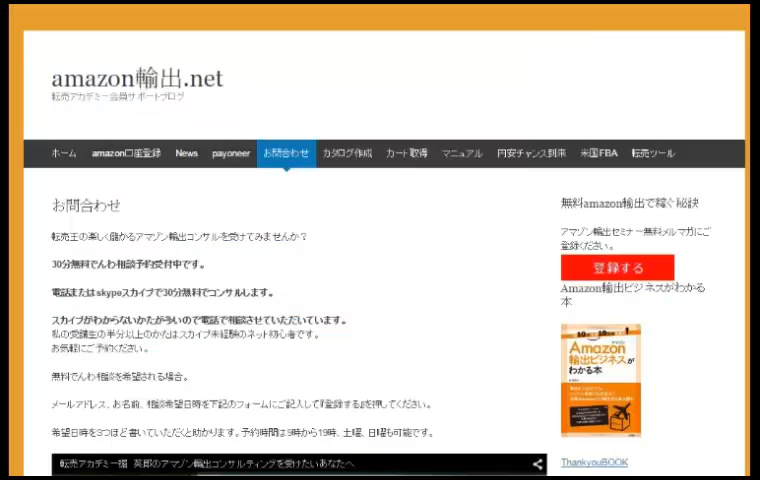 amazon輸出.net
転売アカデミー会員サポートブログ
ホーム amazon口座登録 News payoneer お問合わせ カタログ作成 カート取得 マニュアル 円安チャンス到来 米国FBA 転売ツール
お問合わせ
転売王の楽しく儲かるアマゾン輸出コンサルを受けてみませんか？
30分無料でんわ相談予約受付中です。
電話またはskypeスカイプで30分無料でコンサルします。
スカイプがわからないかたが多いので電話で相談させていただいています。
私の受講生の半分以上のかたはスカイプ未経験のネット初心者です。
お気軽にご予約ください。
無料でんわ相談を希望される場合。
メールアドレス、お名前、相談希望日時を下記のフォームにご記入して『登録する』を押してください。
希望日時を3つほど書いていただくと助かります。予約時間は9時から19時、土曜、日曜も可能です。
転売アカデミー堀 英郎のアマゾン輸出コンサルティングを受けたいあなたへ
無料amazon輸出で稼ぐ秘訣
アマゾン輸出セミナー無料メルマガにご
登録ください。
登録する
Amazon輸出ビジネスがわかる
本
Amazon
輸出ビジネスが
わかる本
ThankyouBOOK